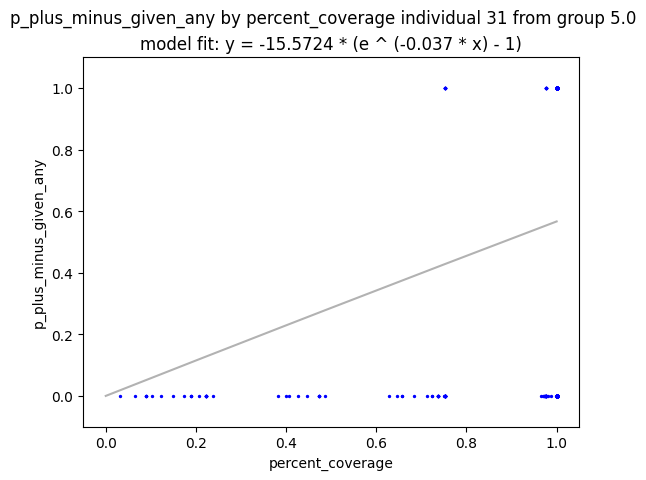 p_plus_minus_given_any by percent_coverage individual 31 from group 5.0
model fit: y = -15.5724 * (e ^ (-0.037 * x) - 1)
1.0
0.8
0.6
0.4
0.2
0.0
p_plus_minus_given_any
0.0 0.2 0.4 0.6 0.8 1.0
percent_coverage